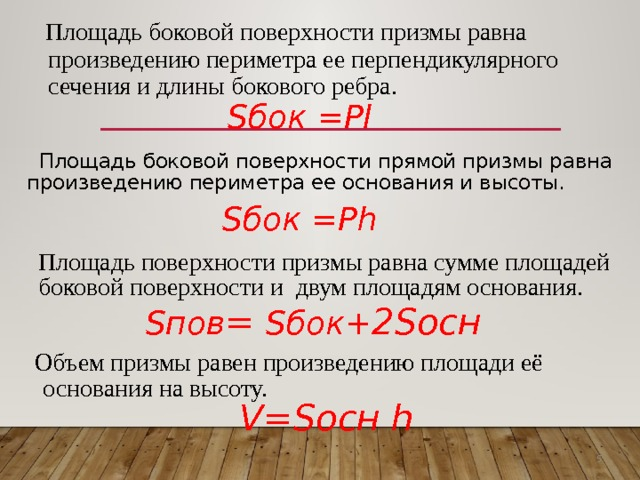 Площадь боковой поверхности призмы равна
произведению периметра ее перпендикулярного
сечения и длины бокового ребра.
Sбок =Pl
Площадь боковой поверхности прямой призмы равна
произведению периметра ее основания и высоты.
Sбок =Ph
Площадь поверхности призмы равна сумме площадей
боковой поверхности и двум площадям основания.
Sпов= Sбок+2Sосн
Объем призмы равен произведению площади её
основания на высоту.
V=Sосн h